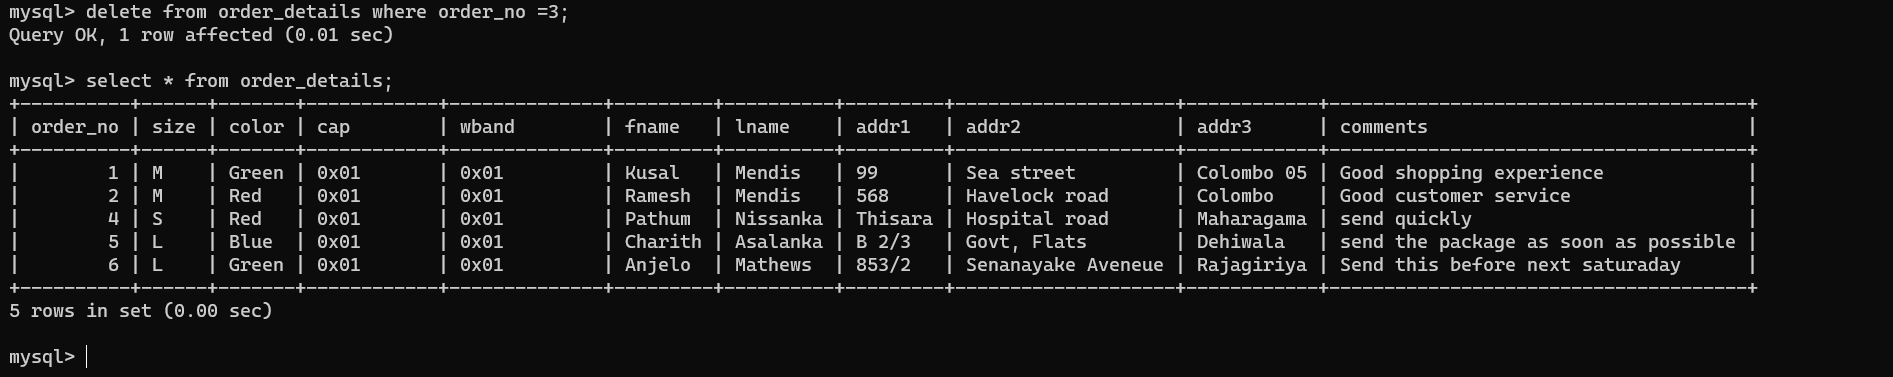 mysql> delete from order_details where order_no =3;
Query OK, 1 row affected (0.01 sec)
mysql> select * from order_details;
+----------+------+-------+------------+--------------+---------+----------+---------+--------------------+------------+--------------------------------------+
| order_no | size | color | cap        | wband        | fname   | lname    | addr1   | addr2              | addr3      | comments                             |
+----------+------+-------+------------+--------------+---------+----------+---------+--------------------+------------+--------------------------------------+
|        1 | M    | Green | 0x01       | 0x01         | Kusal   | Mendis   | 99      | Sea street         | Colombo 05 | Good shopping experience             |
|        2 | M    | Red   | 0x01       | 0x01         | Ramesh  | Mendis   | 568     | Havelock road      | Colombo    | Good customer service                |
|        4 | S    | Red   | 0x01       | 0x01         | Pathum  | Nissanka | Thisara | Hospital road      | Maharagama | send quickly                         |
|        5 | L    | Blue  | 0x01       | 0x01         | Charith | Asalanka | B 2/3   | Govt, Flats        | Dehiwala   | send the package as soon as possible |
|        6 | L    | Green | 0x01       | 0x01         | Anjelo  | Mathews  | 853/2   | Senanayake Aveneue | Rajagiriya | Send this before next saturaday      |
+----------+------+-------+------------+--------------+---------+----------+---------+--------------------+------------+--------------------------------------+
5 rows in set (0.00 sec)
mysql>